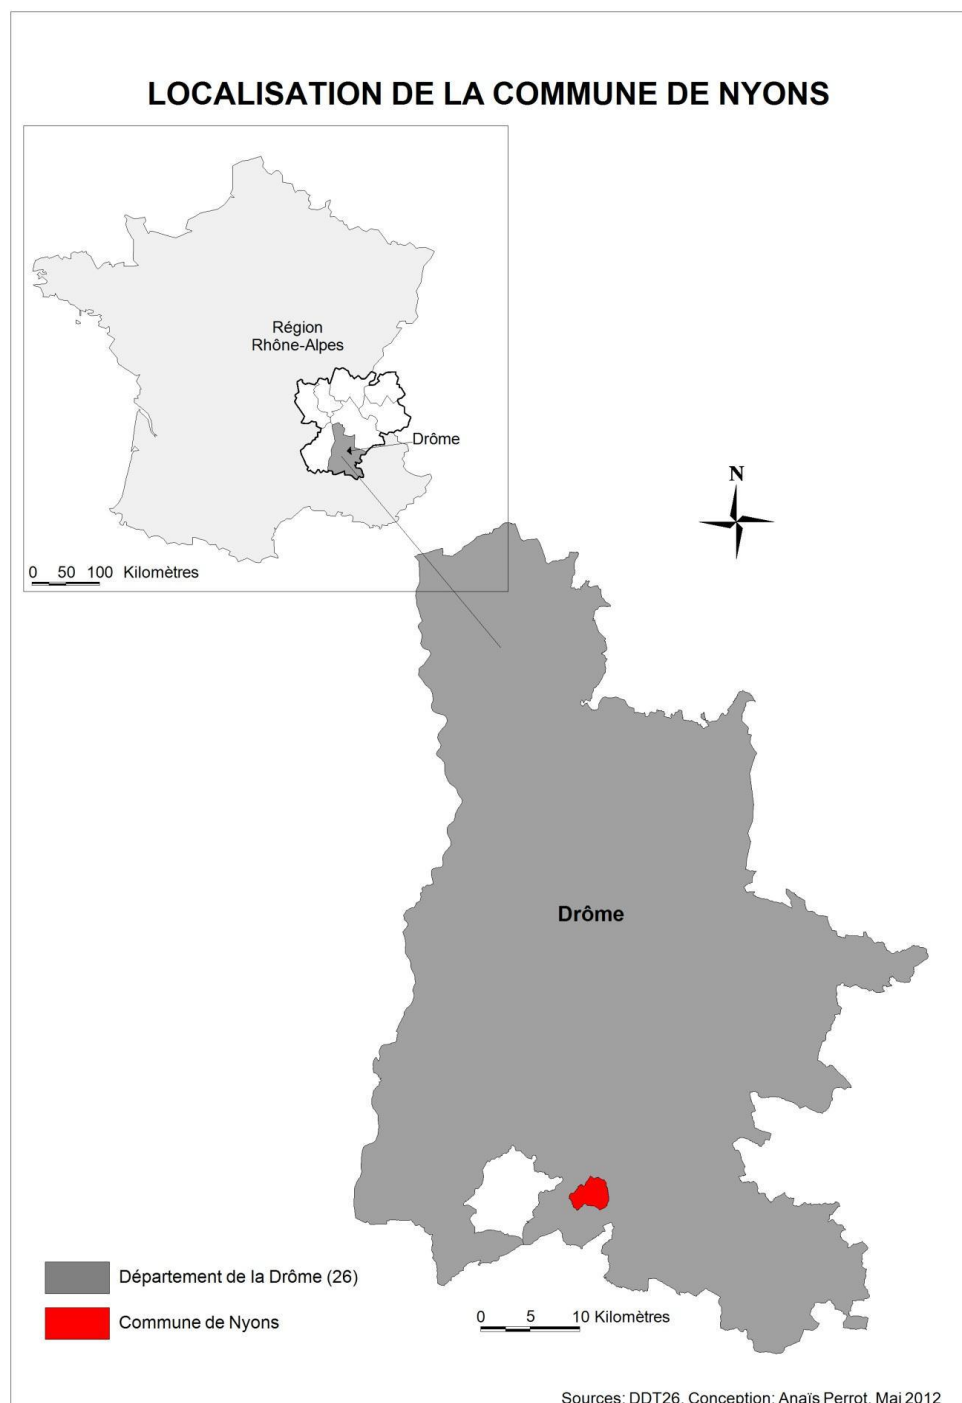 LOCALISATION DE LA COMMUNE DE NYONS
Région
Rhône-Alpes
Drôme
0 50 100 Kilomètres
N
Drôme
Département de la Drôme (26)
Commune de Nyons
0 5 10 Kilomètres
Sources: DDT26, Conception: Anaïs Perrot, Mai 2012